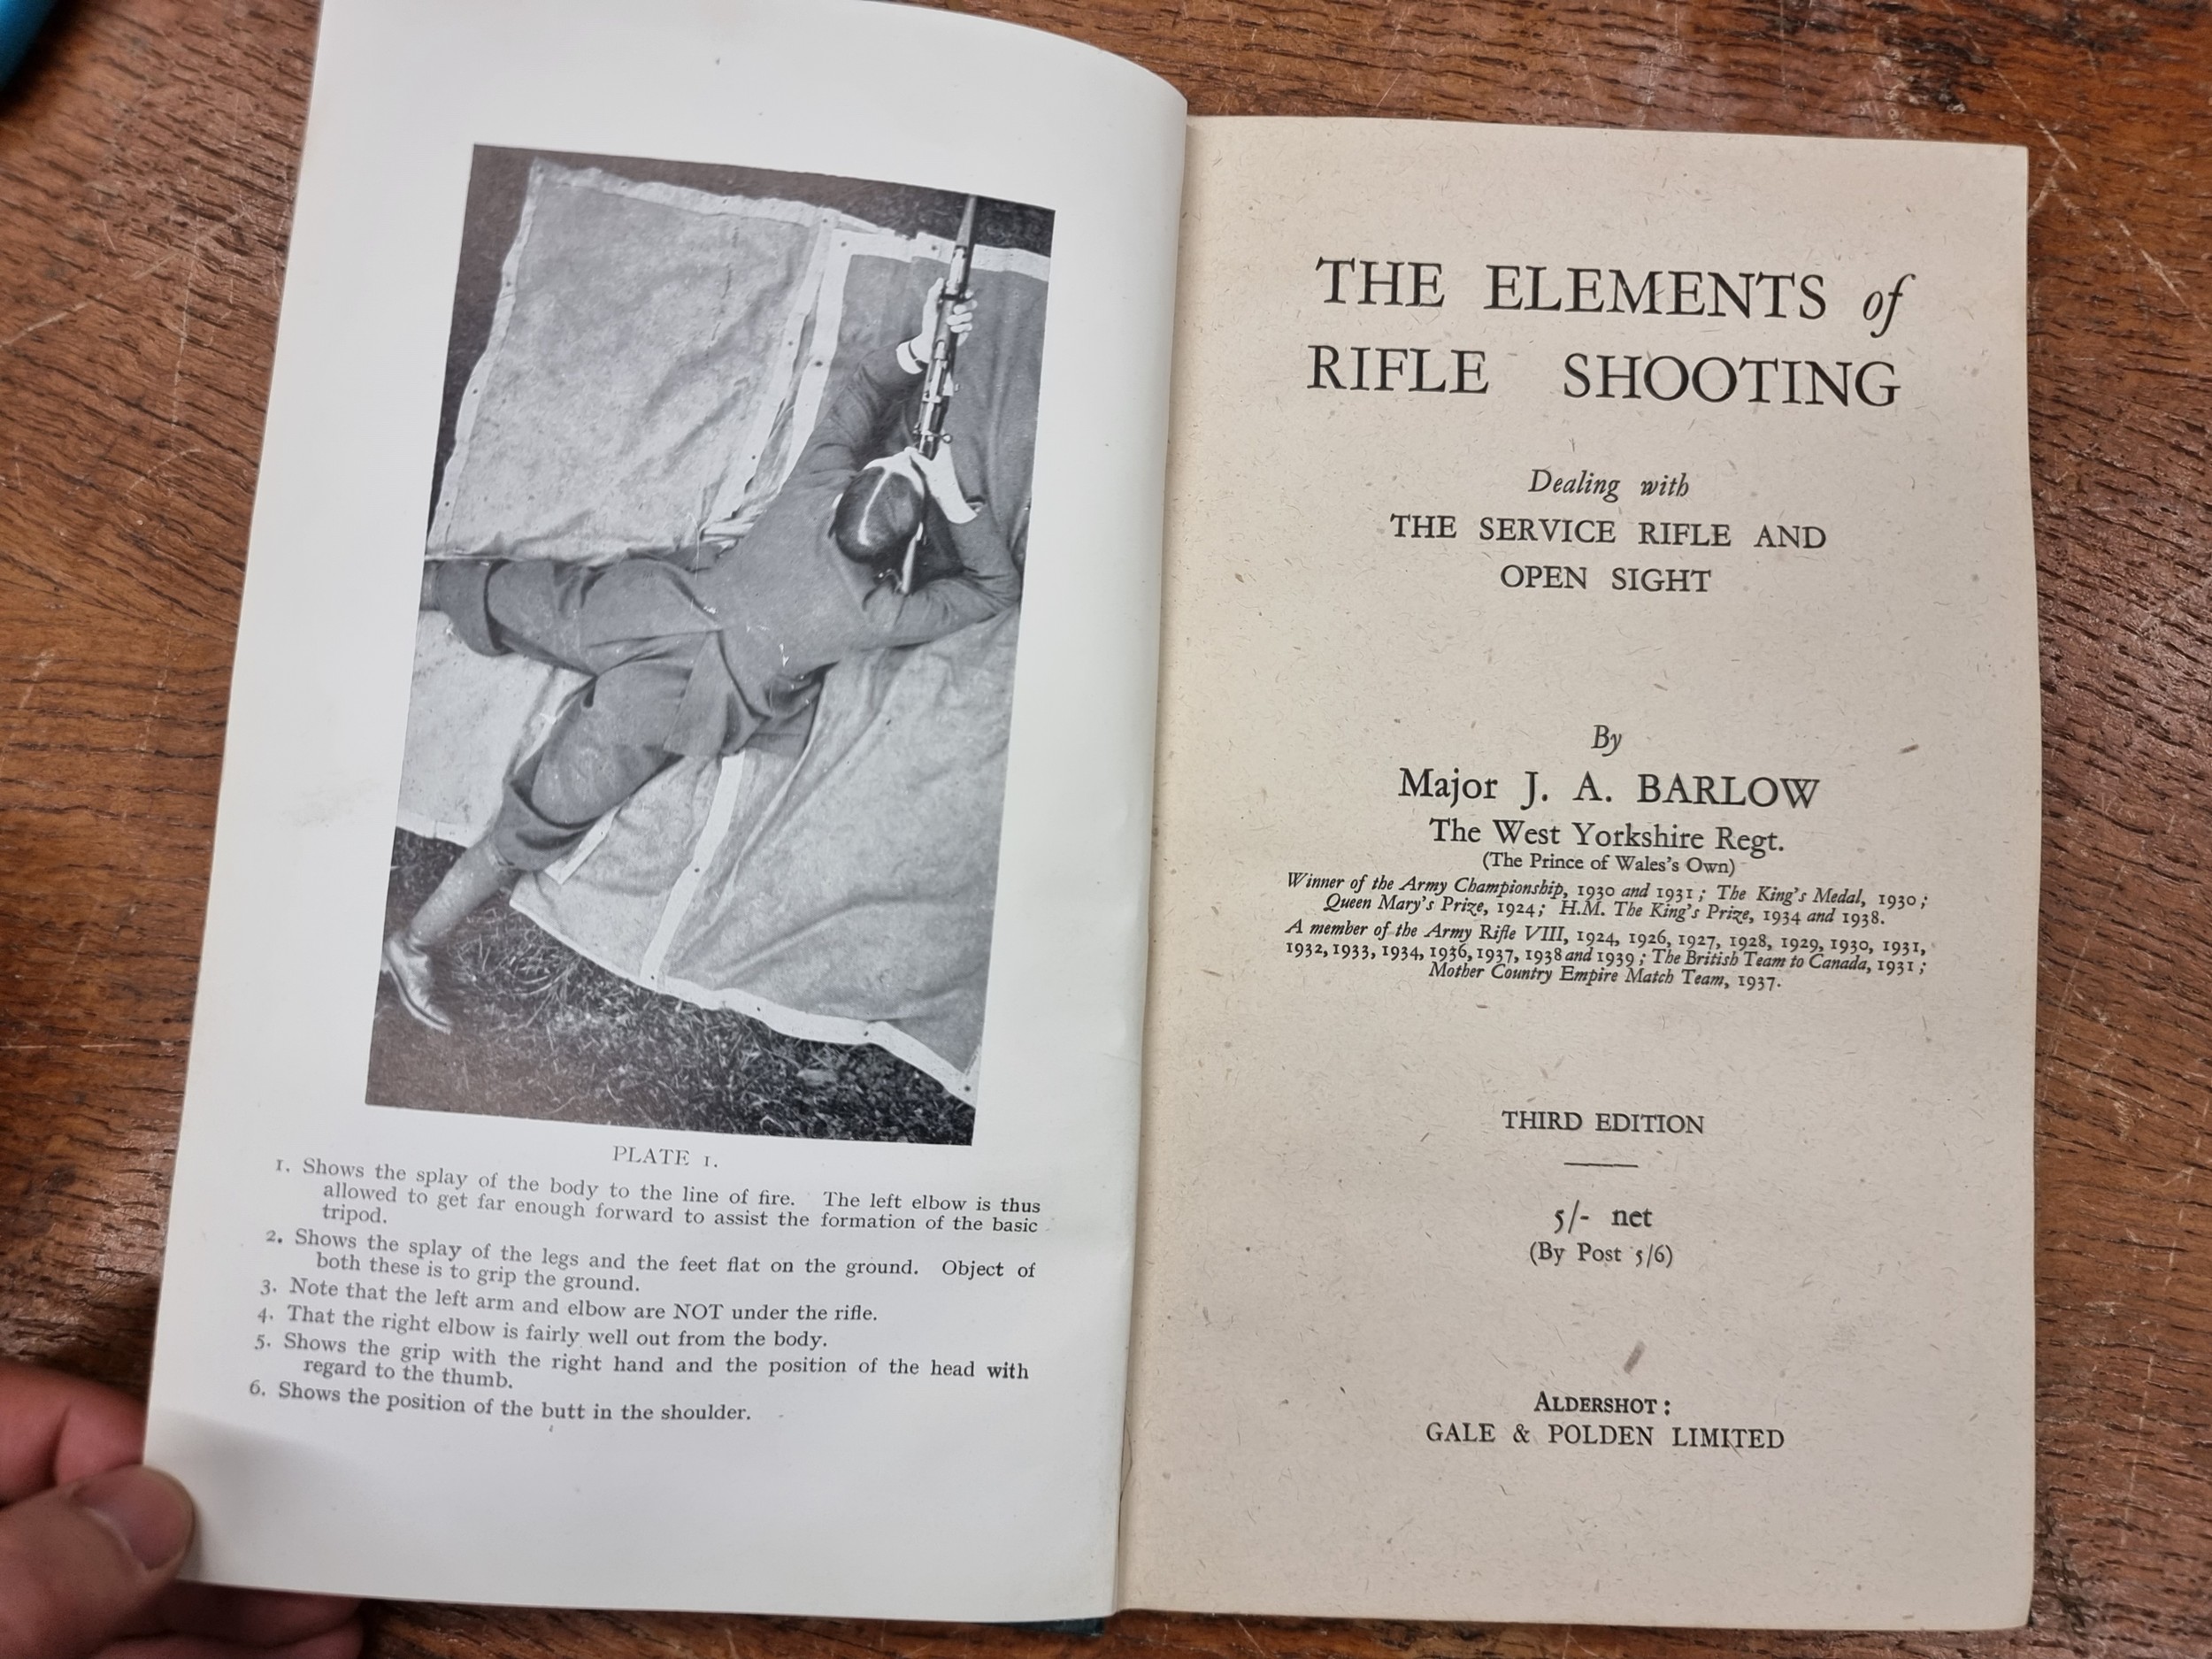 PLATE 1.
1. Shows the splay of the body to the line of fire. The left elbow is thus
allowed to get far enough forward to assist the formation of the basic
tripod.
2. Shows the splay of the legs and the feet flat on the ground. Object of
both these is to grip the ground.
3. Note that the left arm and elbow are NOT under the rifle.
4. That the right elbow is fairly well out from the body.
5. Shows the grip with the right hand and the position of the head with
regard to the thumb.
6. Shows the position of the butt in the shoulder.
THE ELEMENTS of
RIFLE SHOOTING
Dealing with
THE SERVICE RIFLE AND
OPEN SIGHT
By
Major J. A. BARLOW
The West Yorkshire Regt.
(The Prince of Wales's Own)
Winner of the Army Championship, 1930 and 1931; The King's Medal, 1930;
Queen Mary's Prize, 1924; H.M. The King's Prize, 1934 and 1938.
A member of the Army Rifle VIII, 1924, 1926, 1927, 1928, 1929, 1930, 1931,
1932, 1933, 1934, 1936, 1937, 1938 and 1939; The British Team to Canada, 1931;
Mother Country Empire Match Team, 1937.
THIRD EDITION
5/- net
(By Post 5/6)
ALDERSHOT:
GALE & POLDEN LIMITED